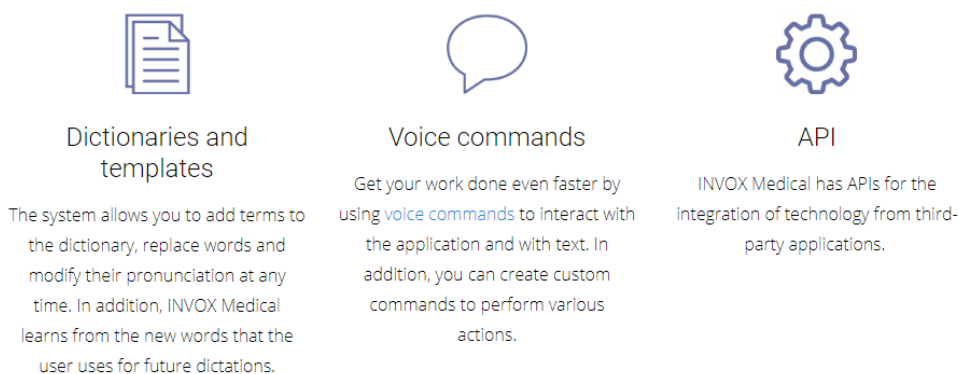 Dictionaries and
templates
The system allows you to add terms to
the dictionary, replace words and
modify their pronunciation at any
time. In addition, INVOX Medical
learns from the new words that the
user uses for future dictations.
Voice commands
Get your work done even faster by
using voice commands to interact with
the application and with text. In
addition, you can create custom
commands to perform various
actions.
API
INVOX Medical has APIs for the
integration of technology from third-
party applications.